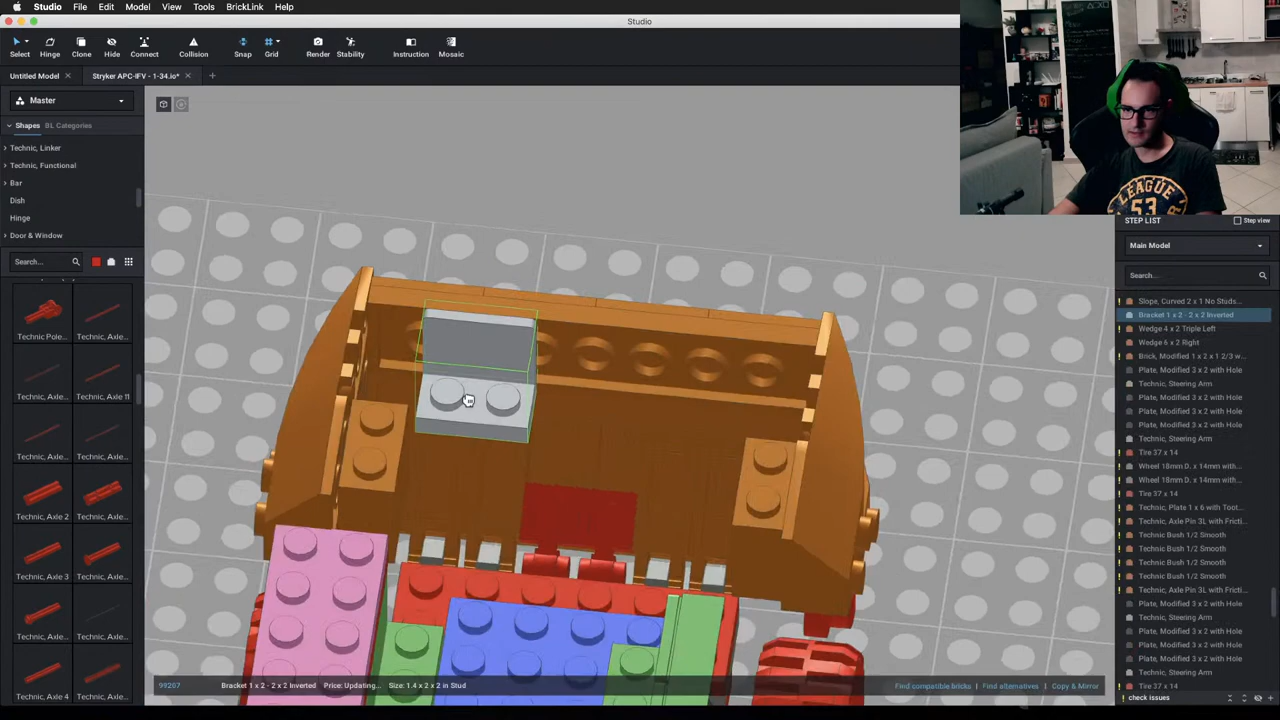 Studio File Edit Model View Tools BrickLink Help
Studio
Select Hinge Clone Hide Connect Collision Snap Grid Render Stability Instruction Mosaic
Untitled Model × Stryker APC-IFV - 1-34.io* × +
Master
Shapes BL Categories
Technic, Linker
Technic, Functional
Bar
Dish
Hinge
Door & Window
Search...
Technic Pole... Technic, Axle...
Technic, Axle... Technic, Axle 11
Technic, Axle... Technic, Axle...
Technic, Axle 2 Technic, Axle...
Technic, Axle 3 Technic, Axle...
Technic, Axle... Technic, Axle...
Technic, Axle 4 Technic, Axle...
LEAGUE
53
STEP LIST Step view
Main Model
Search...
Slope, Curved 2 x 1 No Studs...
Bracket 1 x 2 - 2 x 2 Inverted
Wedge 4 x 2 Triple Left
Wedge 6 x 2 Right
Brick, Modified 1 x 2 x 1 2/3 w...
Plate, Modified 3 x 2 with Hole
Technic, Steering Arm
Plate, Modified 3 x 2 with Hole
Plate, Modified 3 x 2 with Hole
Plate, Modified 3 x 2 with Hole
Technic, Steering Arm
Tire 37 x 14
Wheel 18mm D. x 14mm with...
Wheel 18mm D. x 14mm with...
Tire 37 x 14
Technic, Plate 1 x 6 with Toot...
Technic, Axle Pin 3L with Fricti...
Technic Bush 1/2 Smooth
Technic Bush 1/2 Smooth
Technic Bush 1/2 Smooth
Technic Bush 1/2 Smooth
Technic, Axle Pin 3L with Fricti...
Plate, Modified 3 x 2 with Hole
Technic, Steering Arm
Plate, Modified 3 x 2 with Hole
Plate, Modified 3 x 2 with Hole
Plate, Modified 3 x 2 with Hole
Technic, Steering Arm
Tire 37 x 14
check issues
99207 Bracket 1 x 2 - 2 x 2 Inverted Price: Updating... Size: 1.4 x 2 x 2 in Stud Find compatible bricks | Find alternatives | Copy & Mirror